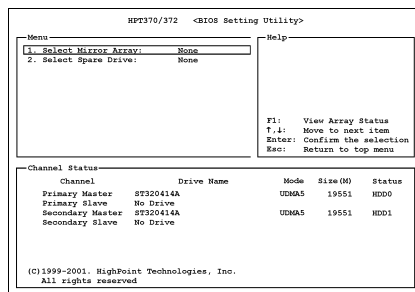 HPT370/372 <BIOS Setting Utility>
Menu
1. Select Mirror Array: None
2. Select Spare Drive: None
Help
F1: View Array Status
↑,↓: Move to next item
Enter: Confirm the selection
Esc: Return to top menu
Channel Status
Channel Drive Name Mode Size(M) Status
Primary Master ST320414A UDMA5 19551 HDD0
Primary Slave No Drive
Secondary Master ST320414A UDMA5 19551 HDD1
Secondary Slave No Drive
(C)1999-2001. HighPoint Technologies, Inc.
All rights reserved